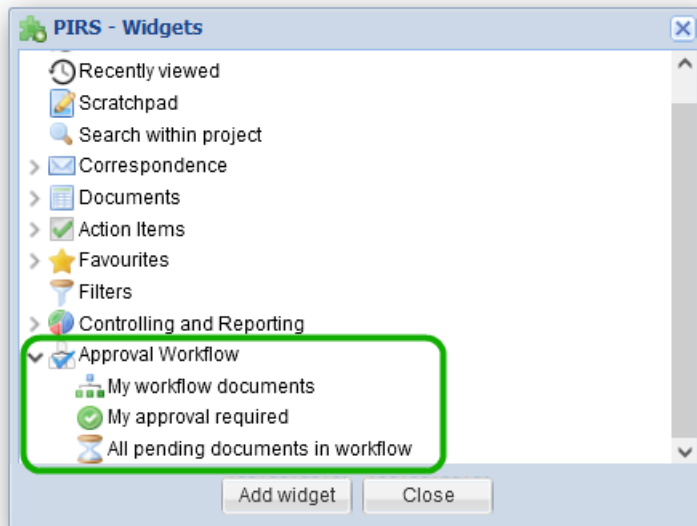 PIRS - Widgets
Recently viewed
Scratchpad
Search within project
Correspondence
Documents
Action Items
Favourites
Filters
Controlling and Reporting
Approval Workflow
My workflow documents
My approval required
All pending documents in workflow
Add widget Close